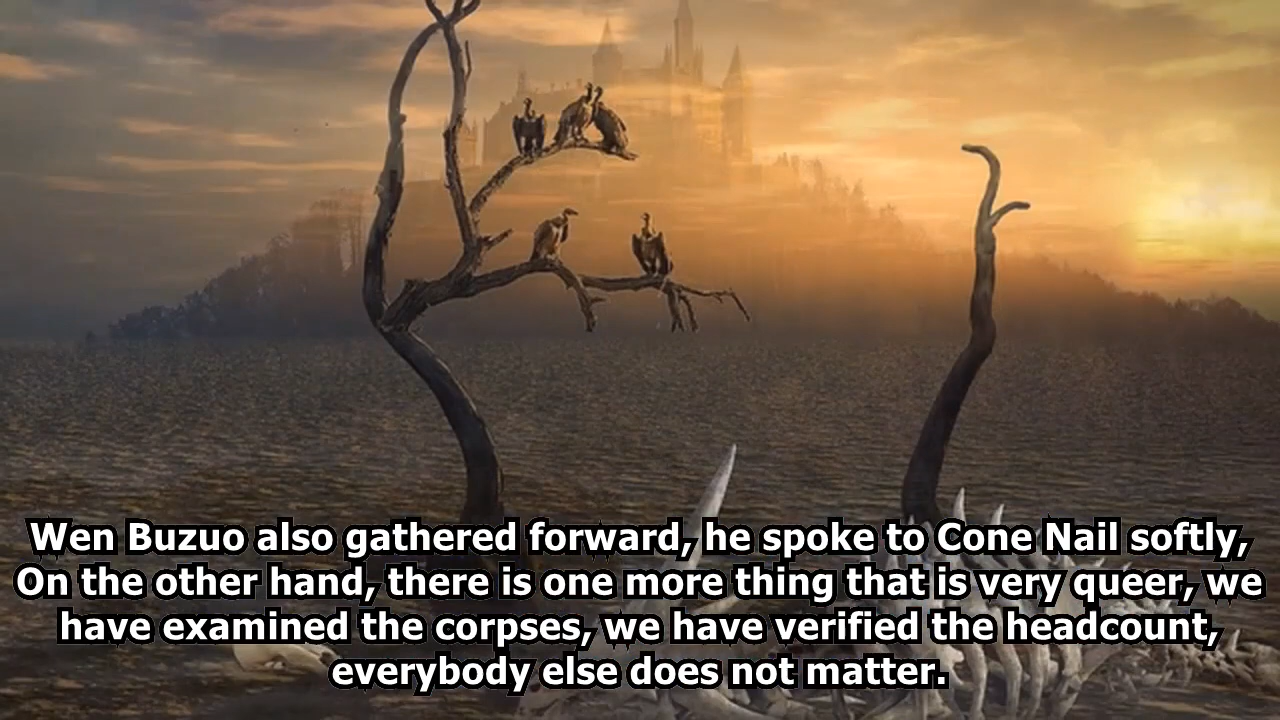 Wen Buzuo also gathered forward, he spoke to Cone Nail softly,
On the other hand, there is one more thing that is very queer, we
have examined the corpses, we have verified the headcount,
everybody else does not matter.